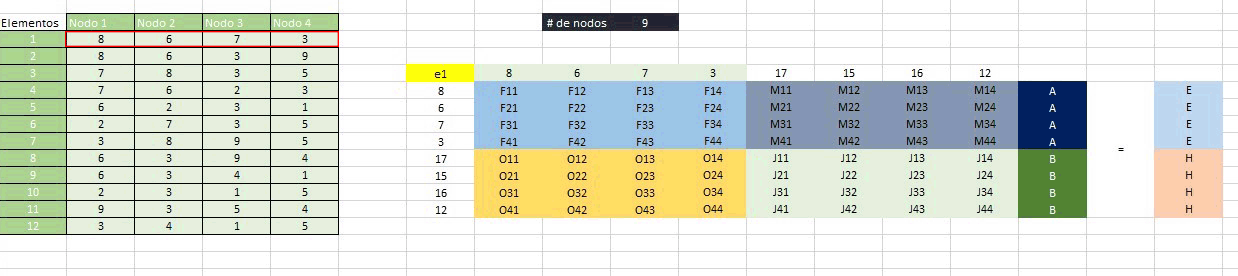 # de nodos 9
Elementos Nodo 1 Nodo 2 Nodo 3 Nodo 4
1 8 6 7 3
2 8 6 3 9
3 7 8 3 5
4 7 6 2 3
5 6 2 3 1
6 2 7 3 5
7 3 8 9 5
8 6 3 9 4
9 6 3 4 1
10 2 3 1 5
11 9 3 5 4
12 3 4 1 5
e1 8 6 7 3 17 15 16 12
8 F11 F12 F13 F14 M11 M12 M13 M14 A E
6 F21 F22 F23 F24 M21 M22 M23 M24 A E
7 F31 F32 F33 F34 M31 M32 M33 M34 A E
3 F41 F42 F43 F44 M41 M42 M43 M44 A E
=
17 O11 O12 O13 O14 J11 J12 J13 J14 B H
15 O21 O22 O23 O24 J21 J22 J23 J24 B H
16 O31 O32 O33 O34 J31 J32 J33 J34 B H
12 O41 O42 O43 O44 J41 J42 J43 J44 B H